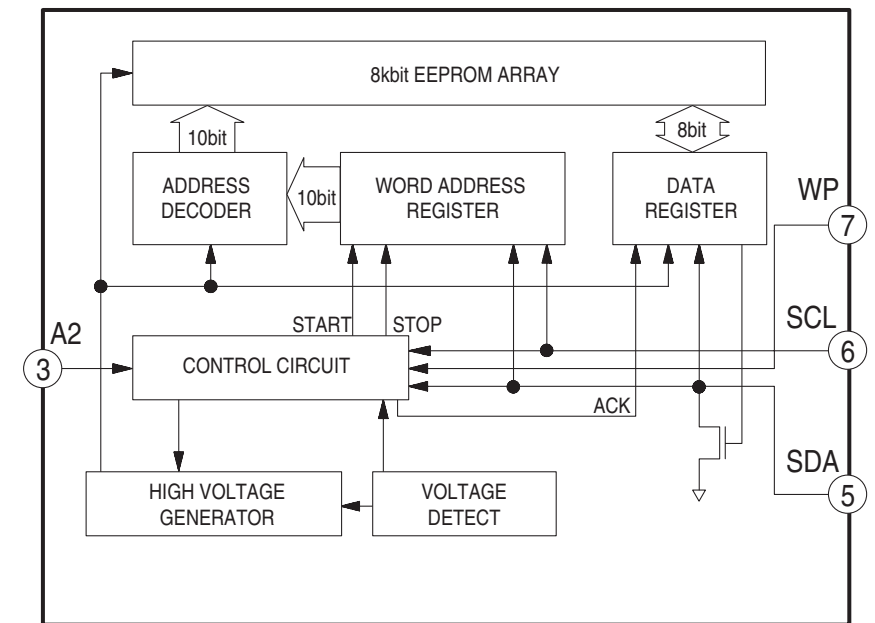 8kbit EEPROM ARRAY
10bit
8bit
ADDRESS
DECODER
10bit
WORD ADDRESS
REGISTER
DATA
REGISTER
WP
7
START
STOP
SCL
6
A2
3
CONTROL CIRCUIT
ACK
SDA
5
HIGH VOLTAGE
GENERATOR
VOLTAGE
DETECT